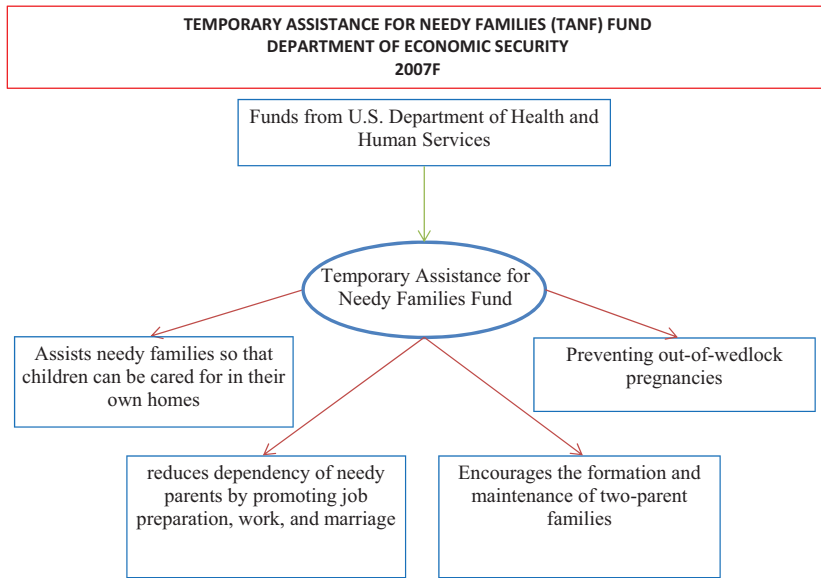 TEMPORARY ASSISTANCE FOR NEEDY FAMILIES (TANF) FUND
DEPARTMENT OF ECONOMIC SECURITY
2007F
Funds from U.S. Department of Health and
Human Services
Temporary Assistance for
Needy Families Fund
Assists needy families so that
children can be cared for in their
own homes
Preventing out-of-wedlock
pregnancies
reduces dependency of needy
parents by promoting job
preparation, work, and marriage
Encourages the formation and
maintenance of two-parent
families